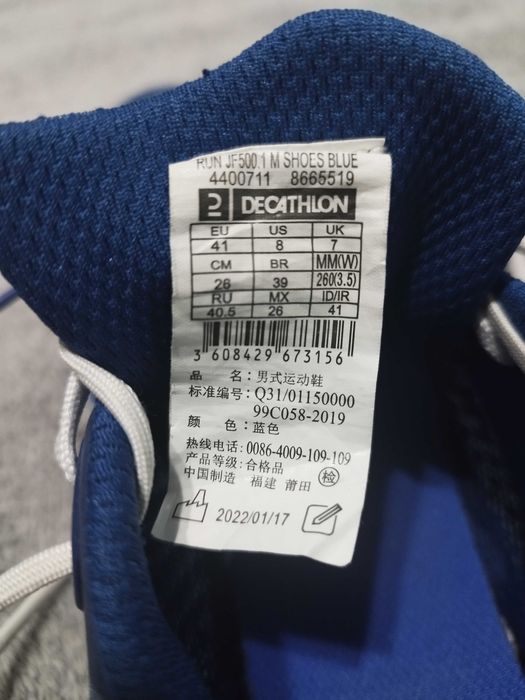 RUN JF500.1 M SHOES BLUE
4400711 8665519
DECATHLON
EU US UK
41 8 7
CM BR MM(W)
26 39 260(3.5)
RU MX ID/IR
40.5 26 41
3 608429 673156
品 名：男式运动鞋
标准编号：Q31/01150000
99C058-2019
颜 色：蓝色
热线电话：0086-4009-109-109
产品等级：合格品
中国制造 福建 莆田 检
2022/01/17